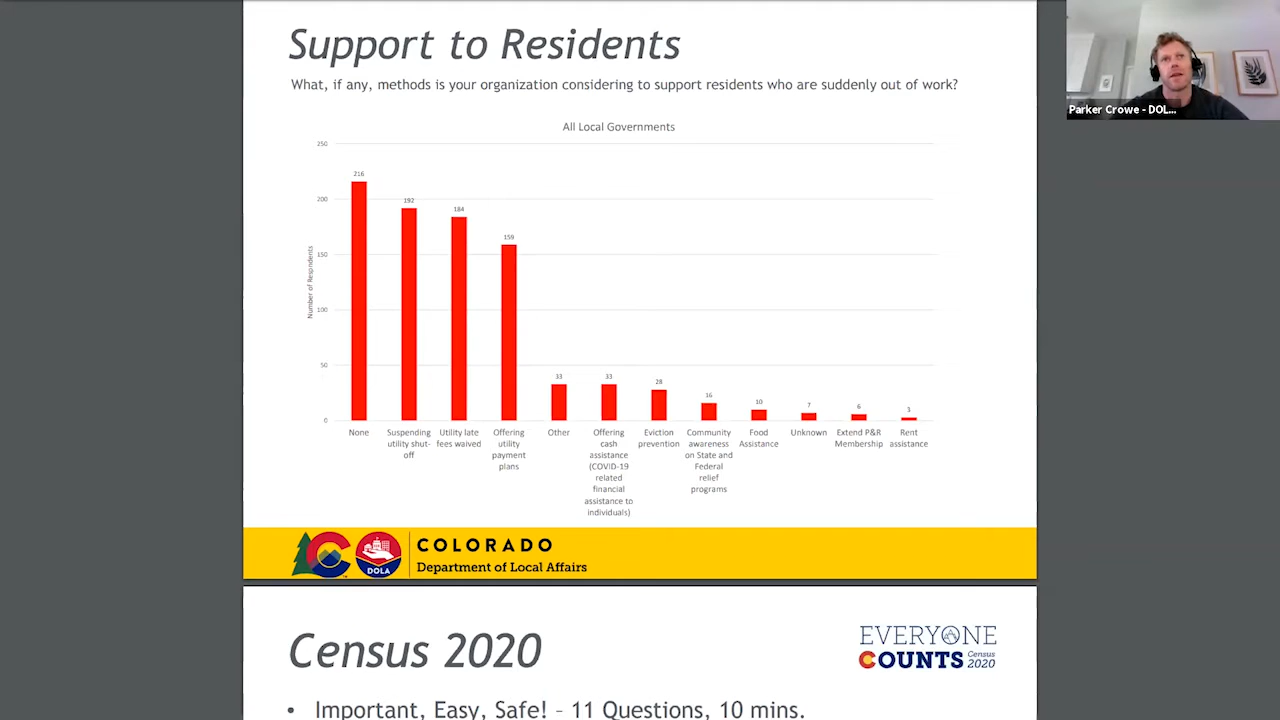 Support to Residents
What, if any, methods is your organization considering to support residents who are suddenly out of work?
Parker Crowe - DOL...
All Local Governments
Number of Respndents
250
200
150
100
50
0
216
192
184
159
33
33
28
16
10
7
6
3
None
Suspending
utility shut-
off
Utility late
fees waived
Offering
utility
payment
plans
Other
Offering
cash
assistance
(COVID-19
related
financial
assistance to
individuals)
Eviction
prevention
Community
awareness
on State and
Federal
relief
programs
Food
Assistance
Unknown
Extend P&R
Membership
Rent
assistance
DOLA
COLORADO
Department of Local Affairs
Census 2020
EVERYONE
COUNTS Census
2020
• Important, Easy, Safe! – 11 Questions, 10 mins.